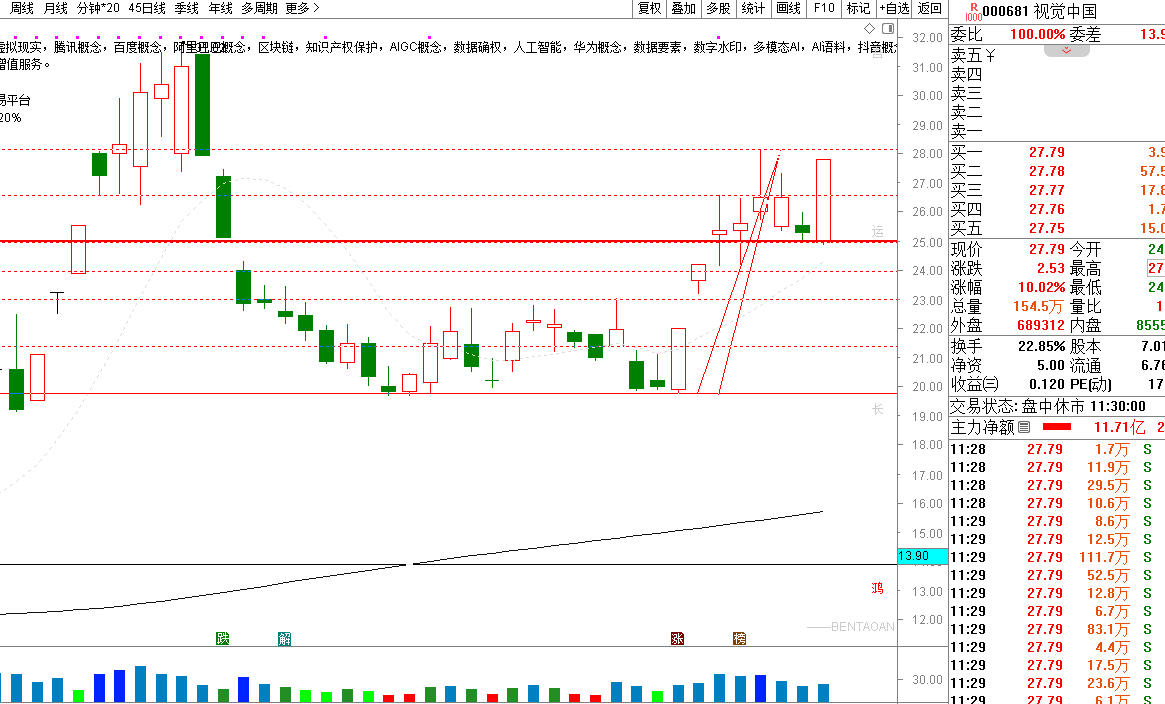 周线 月线 分钟*20 45日线 季线 年线 多周期 更多 复权 叠加 多股 统计 画线 F10 标记 +自选 返回
R 1000 000681 视觉中国
委比 100.00% 委差 13.9
虚拟现实，腾讯概念，百度概念，阿里巴巴概念，区块链，知识产权保护，AIGC概念，数据确权，人工智能，华为概念，数据要素，数字水印，多模态AI，AI语料，抖音概
增值服务。
易平台
20%
32.00
31.00
30.00
29.00
28.00
27.00
26.00
25.00
24.00
23.00
22.00
21.00
20.00
19.00
18.00
17.00
16.00
15.00
13.90
13.00
12.00
30.00
运
长
鸿
BENTAOAN
跌 解 涨 榜
卖五 ¥
卖四
卖三
卖二
卖一
买一 27.79 3.9
买二 27.78 57.5
买三 27.77 17.8
买四 27.76 1.7
买五 27.75 15.0
现价 27.79 今开 24
涨跌 2.53 最高 27
涨幅 10.02% 最低 24
总量 154.5万 量比 1
外盘 689312 内盘 8555
换手 22.85% 股本 7.01
净资 5.00 流通 6.76
收益㈢ 0.120 PE(动) 17
交易状态: 盘中休市 11:30:00
主力净额 11.71亿 2
11:28 27.79 1.7万 S
11:28 27.79 11.9万 S
11:28 27.79 29.5万 S
11:28 27.79 10.6万 S
11:29 27.79 8.6万 S
11:29 27.79 12.5万 S
11:29 27.79 111.7万 S
11:29 27.79 52.5万 S
11:29 27.79 12.8万 S
11:29 27.79 6.7万 S
11:29 27.79 83.1万 S
11:29 27.79 4.4万 S
11:29 27.79 17.5万 S
11:29 27.79 23.6万 S
11:29 27.79 6.1万 S